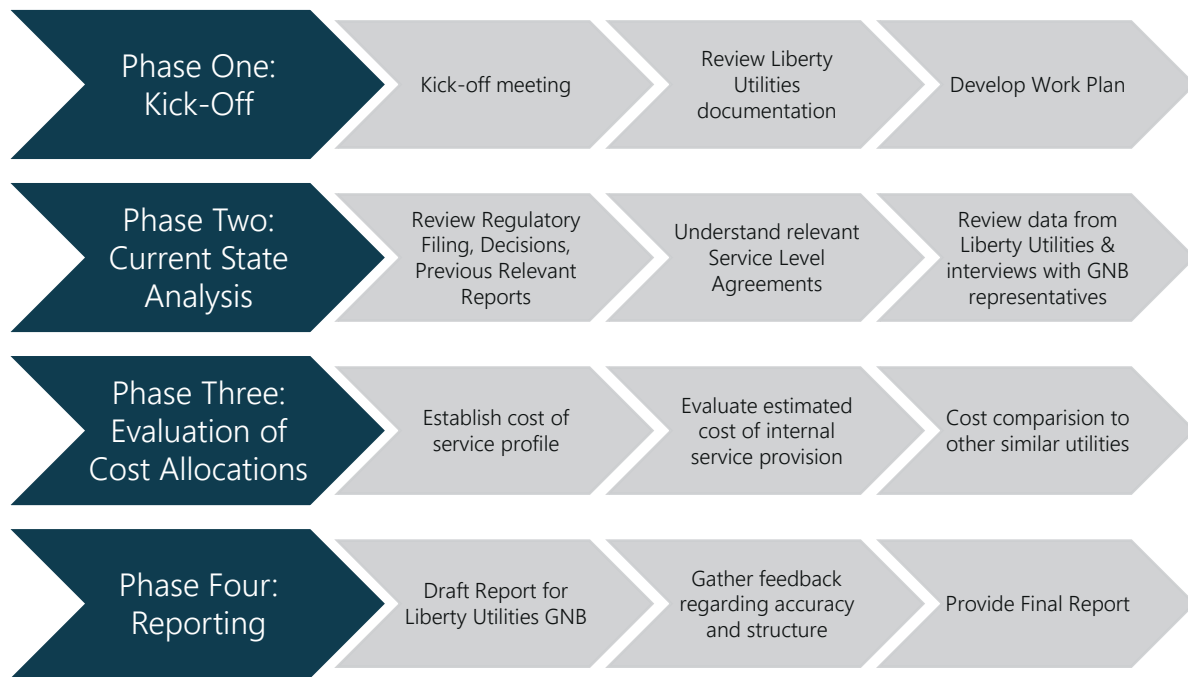 Phase One:
Kick-Off
Kick-off meeting
Review Liberty
Utilities
documentation
Develop Work Plan
Phase Two:
Current State
Analysis
Review Regulatory
Filing, Decisions,
Previous Relevant
Reports
Understand relevant
Service Level
Agreements
Review data from
Liberty Utilities &
interviews with GNB
representatives
Phase Three:
Evaluation of
Cost Allocations
Establish cost of
service profile
Evaluate estimated
cost of internal
service provision
Cost comparision to
other similar utilities
Phase Four:
Reporting
Draft Report for
Liberty Utilities GNB
Gather feedback
regarding accuracy
and structure
Provide Final Report